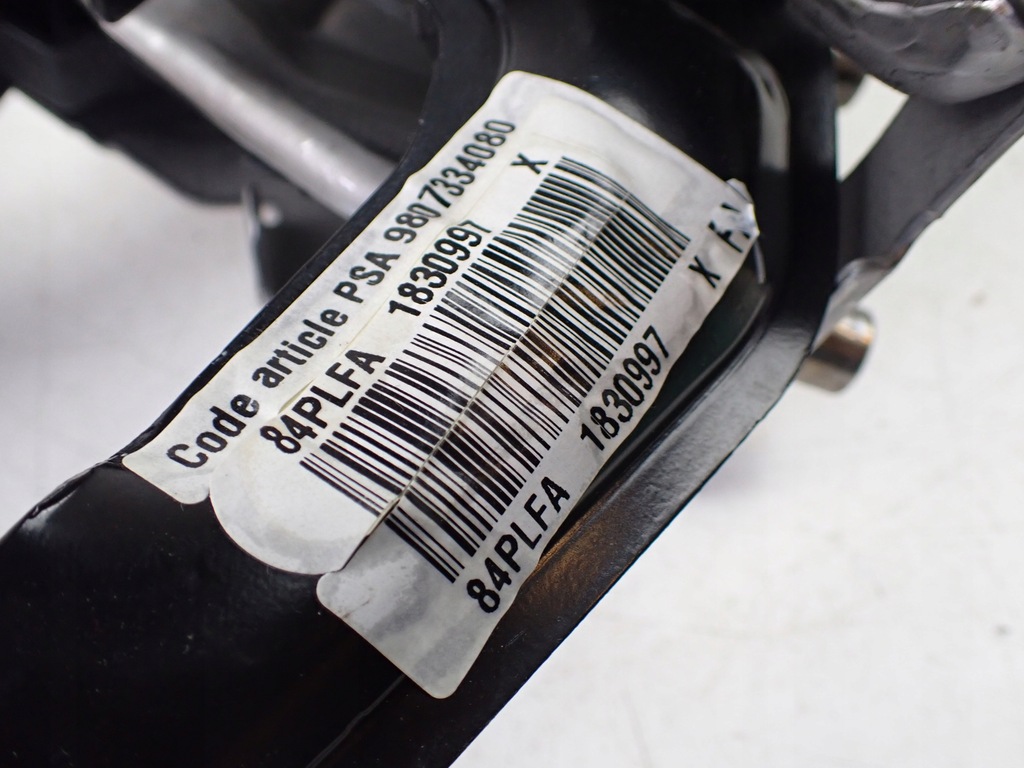 Code article PSA 9807334080
84PLFA 1830997 X
84PLFA 1830997 X